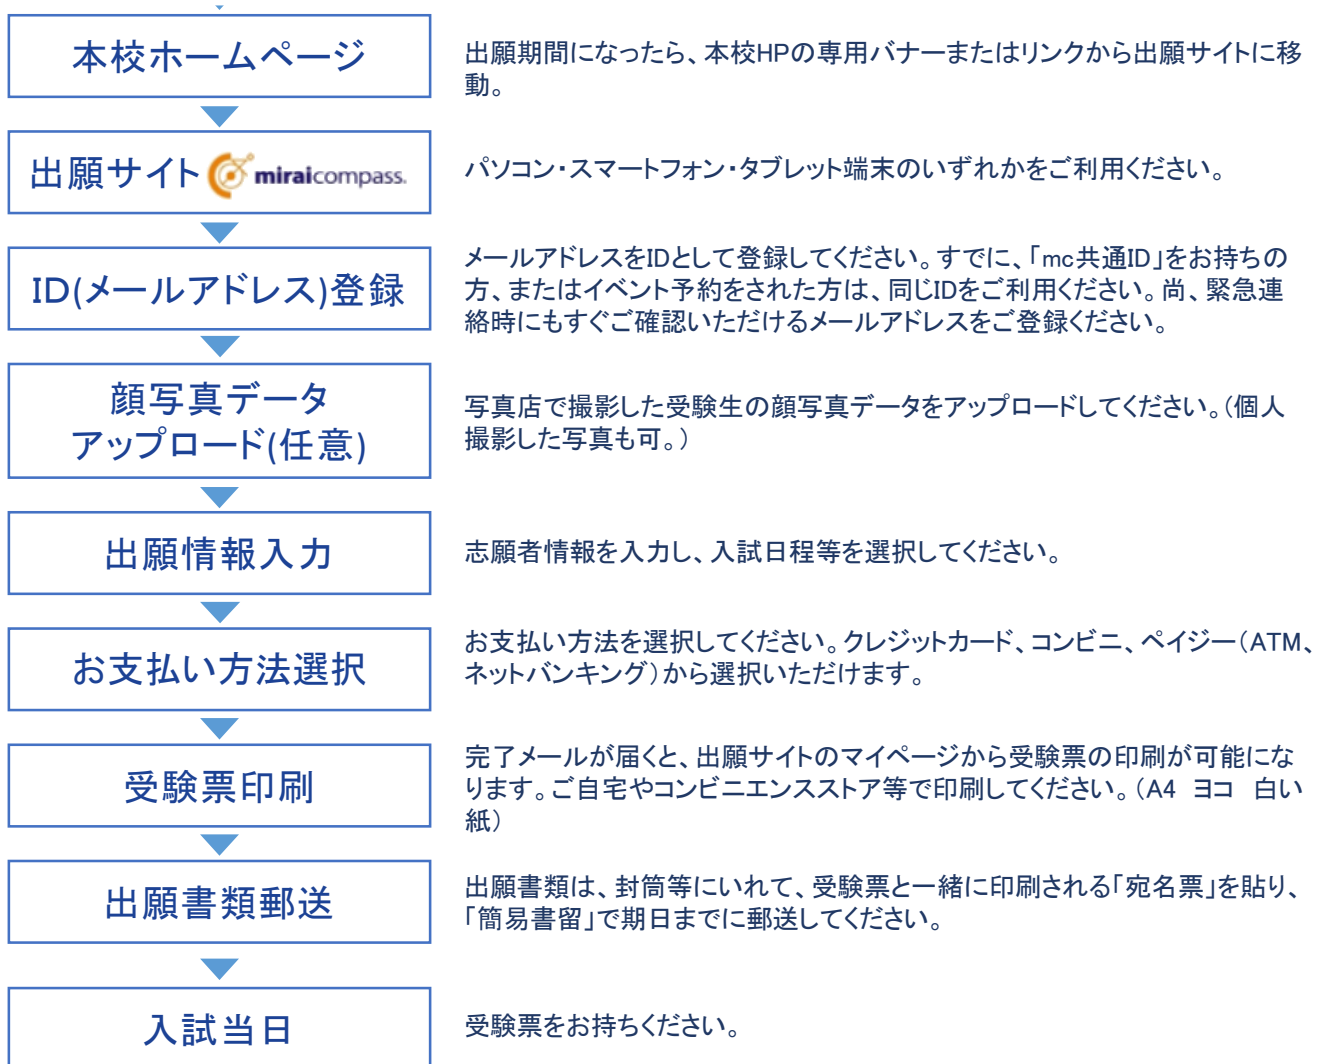 本校ホームページ
出願期間になったら、本校HPの専用バナーまたはリンクから出願サイトに移
動。
出願サイト miraicompass.
パソコン・スマートフォン・タブレット端末のいずれかをご利用ください。
ID(メールアドレス)登録
メールアドレスをIDとして登録してください。すでに、「mc共通ID」をお持ちの
方、またはイベント予約をされた方は、同じIDをご利用ください。尚、緊急連
絡時にもすぐご確認いただけるメールアドレスをご登録ください。
顔写真データ
アップロード(任意)
写真店で撮影した受験生の顔写真データをアップロードしてください。(個人
撮影した写真も可。)
出願情報入力
志願者情報を入力し、入試日程等を選択してください。
お支払い方法選択
お支払い方法を選択してください。クレジットカード、コンビニ、ペイジー(ATM、
ネットバンキング)から選択いただけます。
受験票印刷
完了メールが届くと、出願サイトのマイページから受験票の印刷が可能にな
ります。ご自宅やコンビニエンスストア等で印刷してください。(A4　ヨコ　白い
紙)
出願書類郵送
出願書類は、封筒等にいれて、受験票と一緒に印刷される「宛名票」を貼り、
「簡易書留」で期日までに郵送してください。
入試当日
受験票をお持ちください。